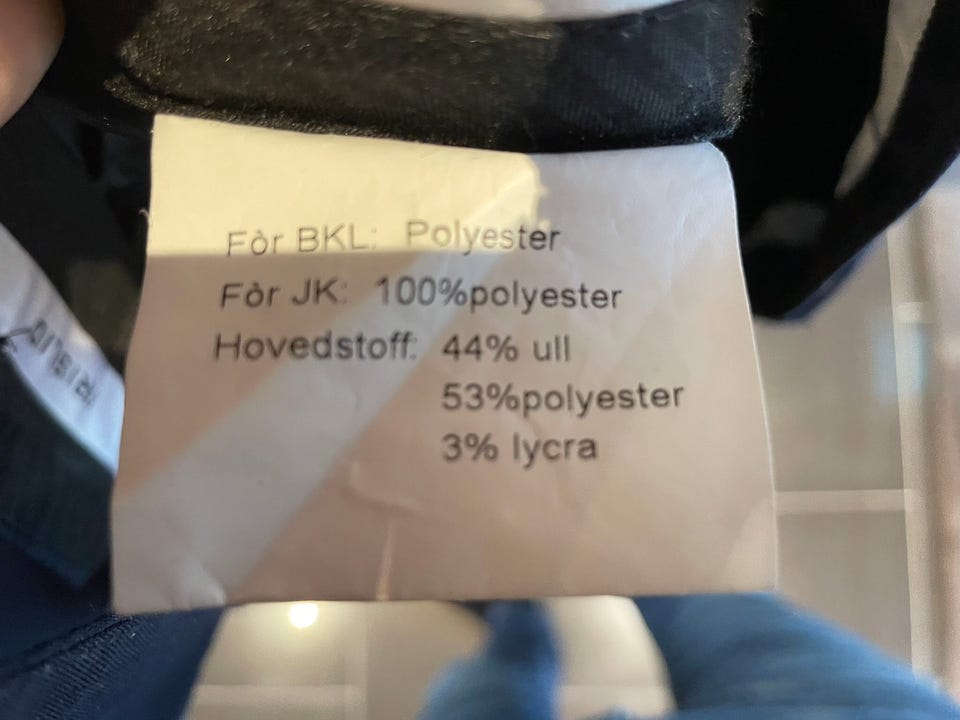 Fòr BKL: Polyester
Fòr JK: 100%polyester
Hovedstoff: 44% ull
53%polyester
3% lycra